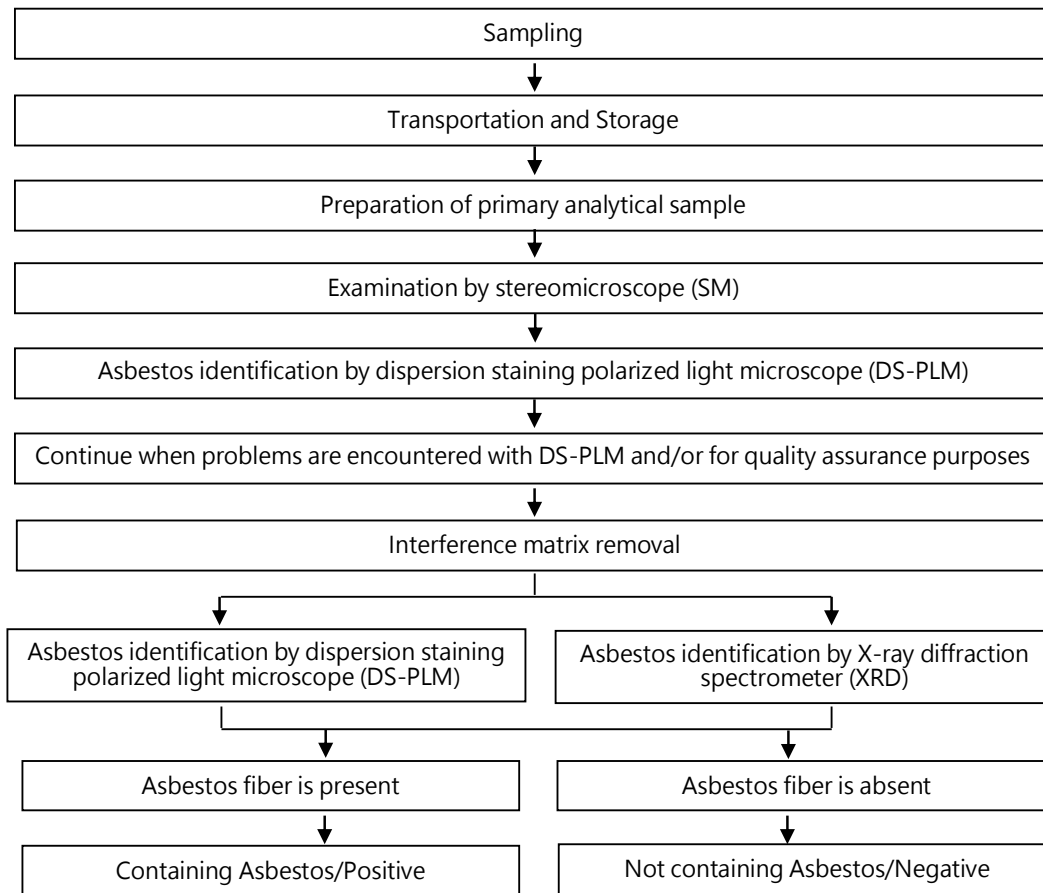 Sampling
Transportation and Storage
Preparation of primary analytical sample
Examination by stereomicroscope (SM)
Asbestos identification by dispersion staining polarized light microscope (DS-PLM)
Continue when problems are encountered with DS-PLM and/or for quality assurance purposes
Interference matrix removal
Asbestos identification by dispersion staining
polarized light microscope (DS-PLM)
Asbestos identification by X-ray diffraction
spectrometer (XRD)
Asbestos fiber is present
Asbestos fiber is absent
Containing Asbestos/Positive
Not containing Asbestos/Negative